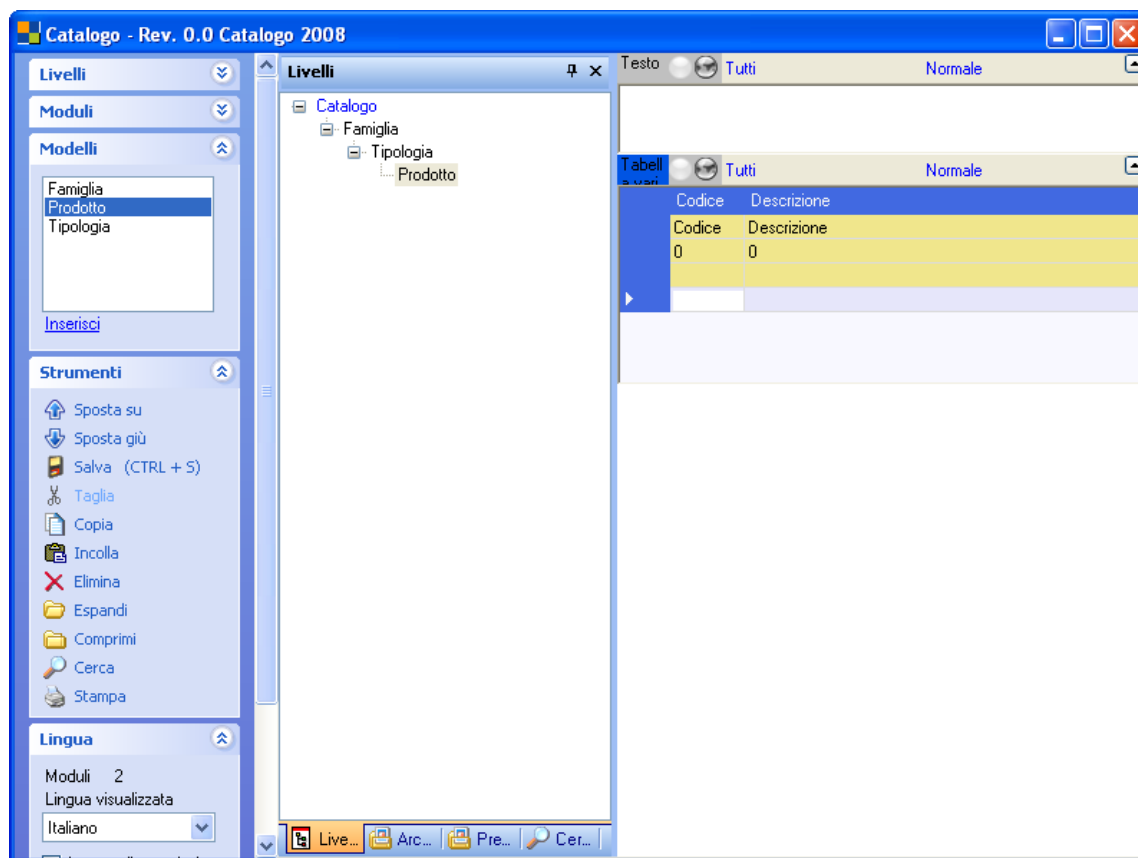 Catalogo - Rev. 0.0 Catalogo 2008
Livelli
Moduli
Modelli
Famiglia
Prodotto
Tipologia
Inserisci
Strumenti
Sposta su
Sposta giù
Salva (CTRL + S)
Taglia
Copia
Incolla
Elimina
Espandi
Comprimi
Cerca
Stampa
Lingua
Moduli 2
Lingua visualizzata
Italiano
Livelli
Catalogo
Famiglia
Tipologia
Prodotto
Live...
Arc...
Pre...
Cer...
Testo Tutti Normale
Tabell
a vari Tutti Normale
Codice Descrizione
Codice Descrizione
0 0